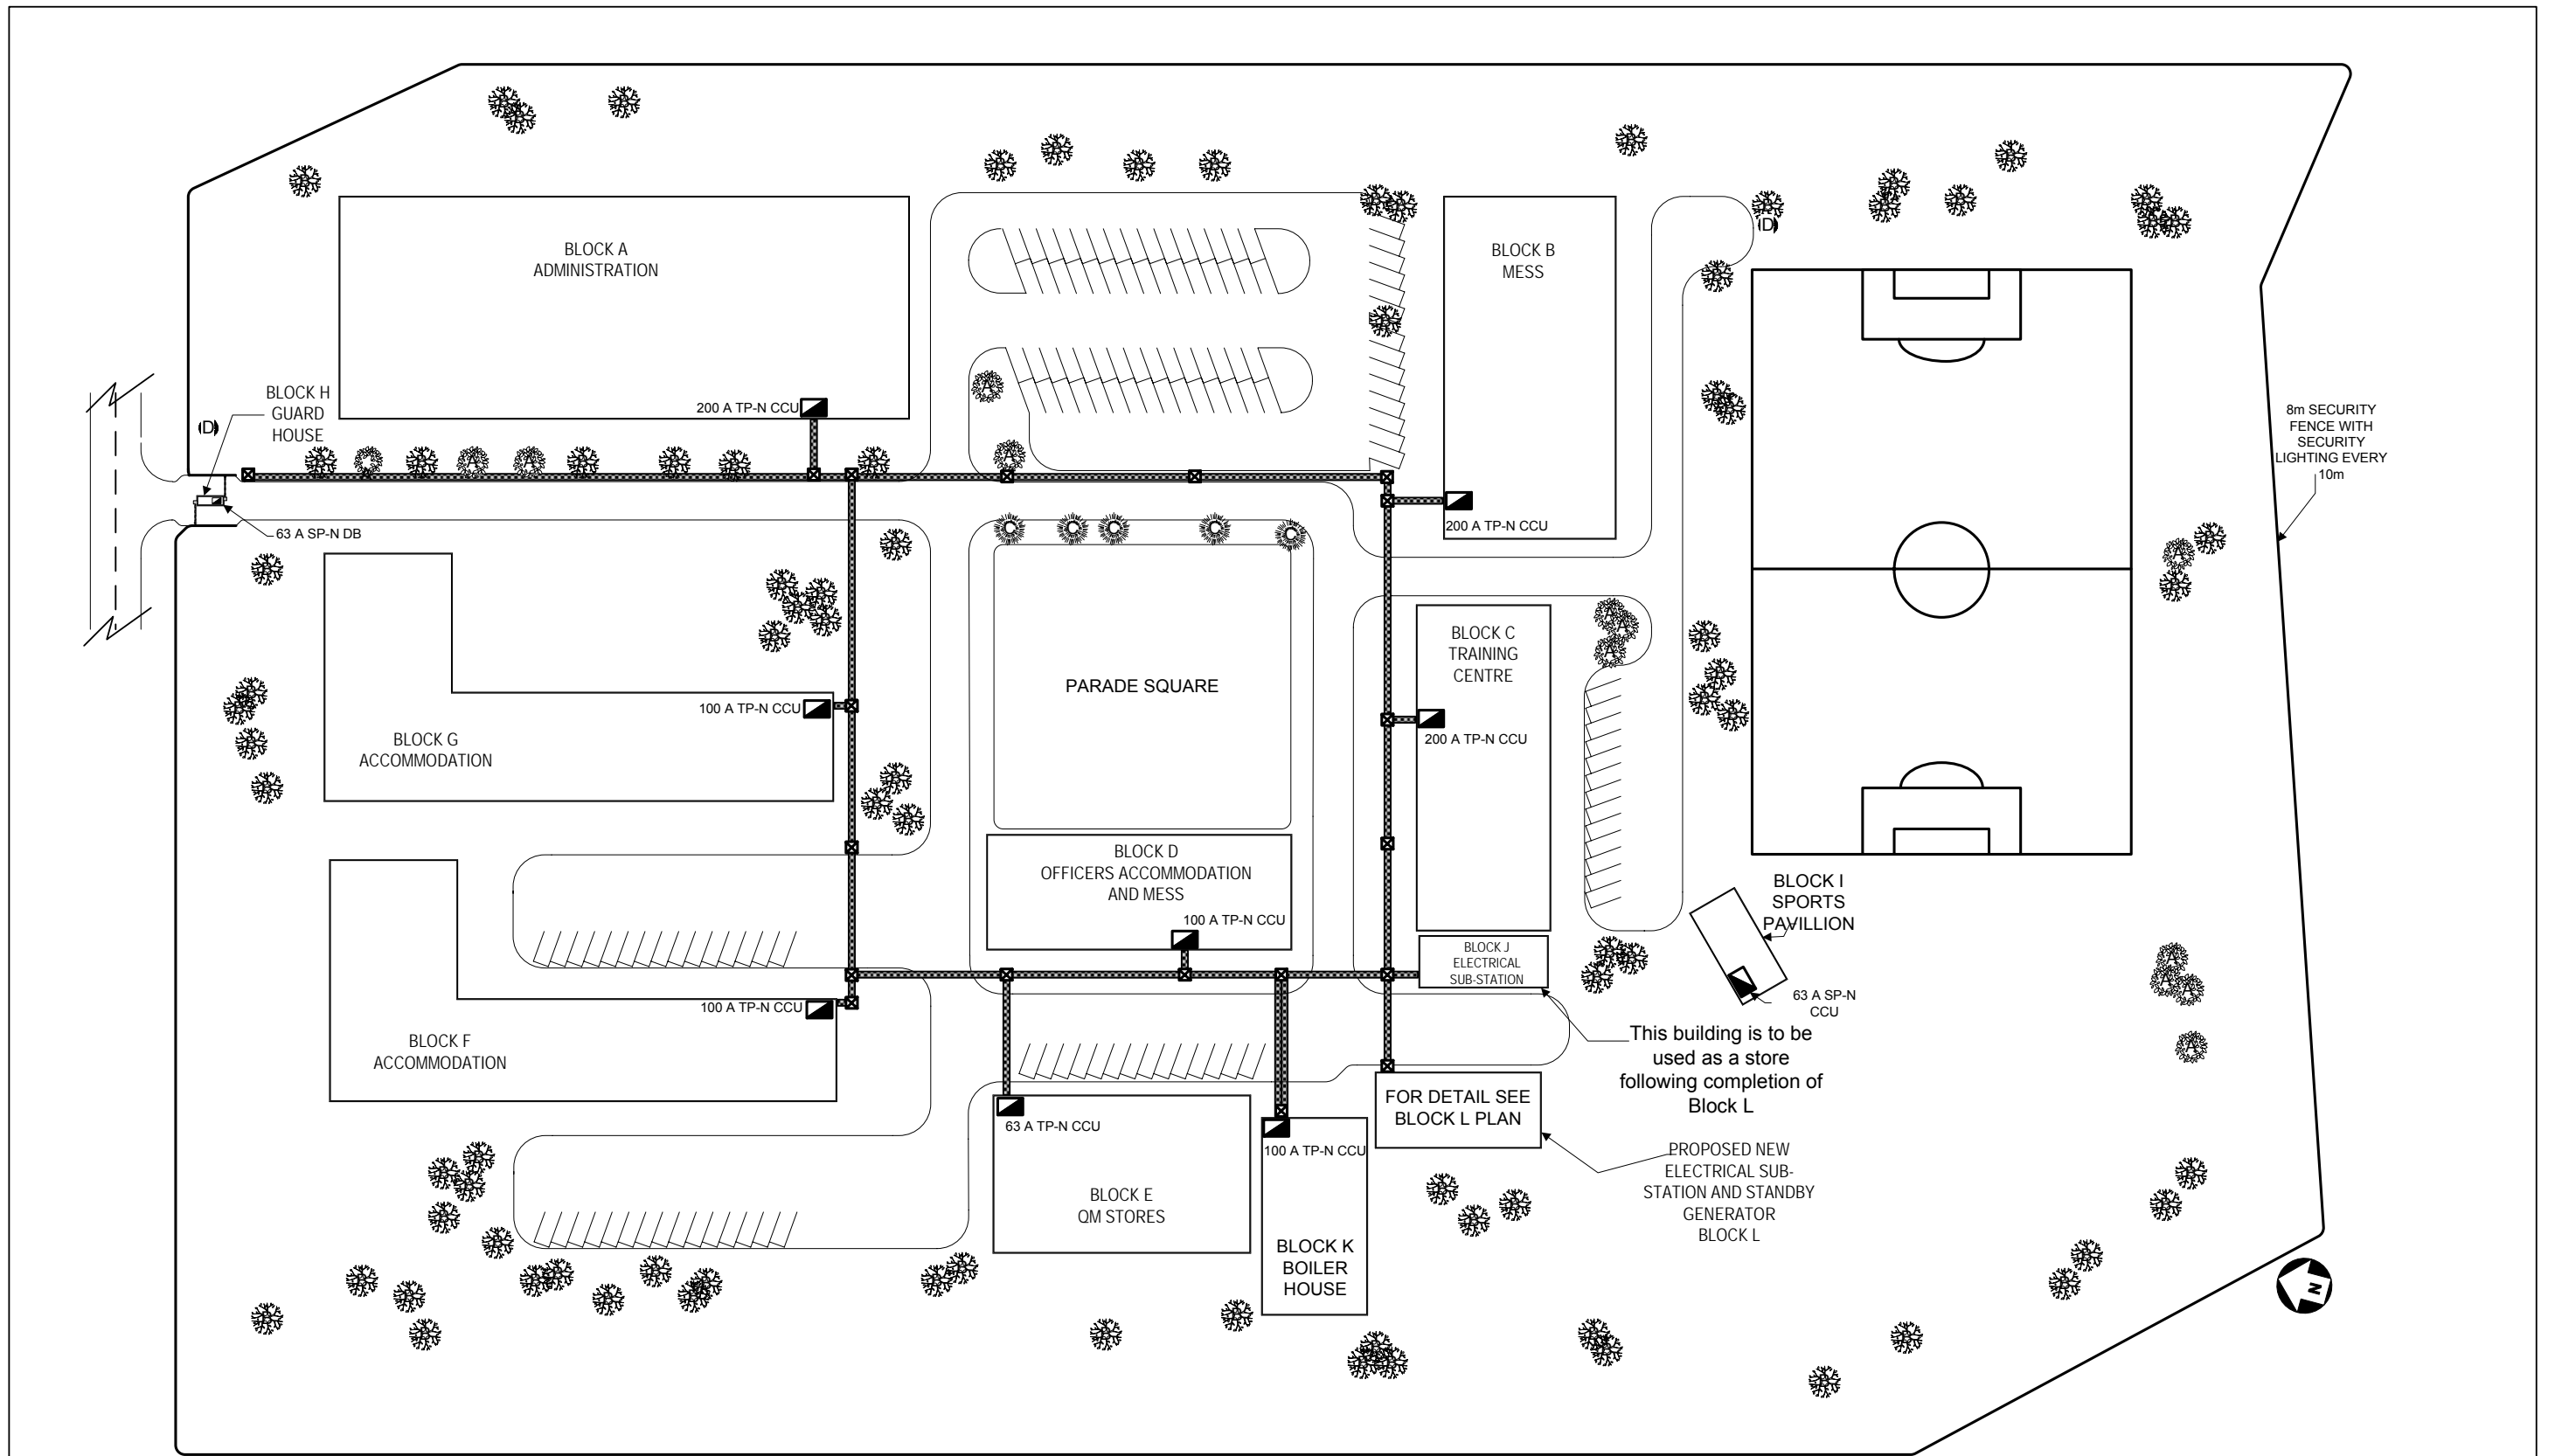 BLOCK A
ADMINISTRATION
200 A TP-N CCU
BLOCK B
MESS
200 A TP-N CCU
BLOCK H
GUARD
HOUSE
(D)
(D)
63 A SP-N DB
8m SECURITY
FENCE WITH
SECURITY
LIGHTING EVERY
10m
BLOCK G
ACCOMMODATION
100 A TP-N CCU
PARADE SQUARE
BLOCK C
TRAINING
CENTRE
200 A TP-N CCU
BLOCK D
OFFICERS ACCOMMODATION
AND MESS
100 A TP-N CCU
BLOCK I
SPORTS
PAVILLION
63 A SP-N
CCU
BLOCK J
ELECTRICAL
SUB-STATION
This building is to be
used as a store
following completion of
Block L
BLOCK F
ACCOMMODATION
100 A TP-N CCU
63 A TP-N CCU
BLOCK E
QM STORES
100 A TP-N CCU
BLOCK K
BOILER
HOUSE
FOR DETAIL SEE
BLOCK L PLAN
PROPOSED NEW
ELECTRICAL SUB-
STATION AND STANDBY
GENERATOR
BLOCK L
N